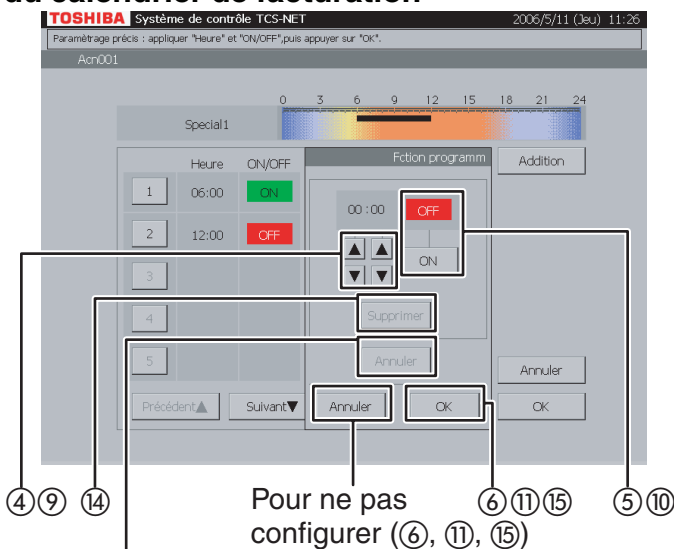 du calendrier de facturation
TOSHIBA Système de contrôle TCS-NET 2006/5/11 (Jeu) 11:26
Paramètrage précis : appliquer "Heure" et "ON/OFF",puis appuyer sur "OK".
Acn001
0 3 6 9 12 15 18 21 24
Special1
Heure ON/OFF Fction programm Addition
1 06:00 ON
00:00 OFF
2 12:00 OFF
▲ ▲ ON
▼ ▼
3
4 Supprimer
5 Annuler Annuler
Précédent▲ Suivant▼ Annuler OK OK
④⑨ ⑭ Pour ne pas ⑥⑪⑮ ⑤⑩
configurer (⑥, ⑪, ⑮)